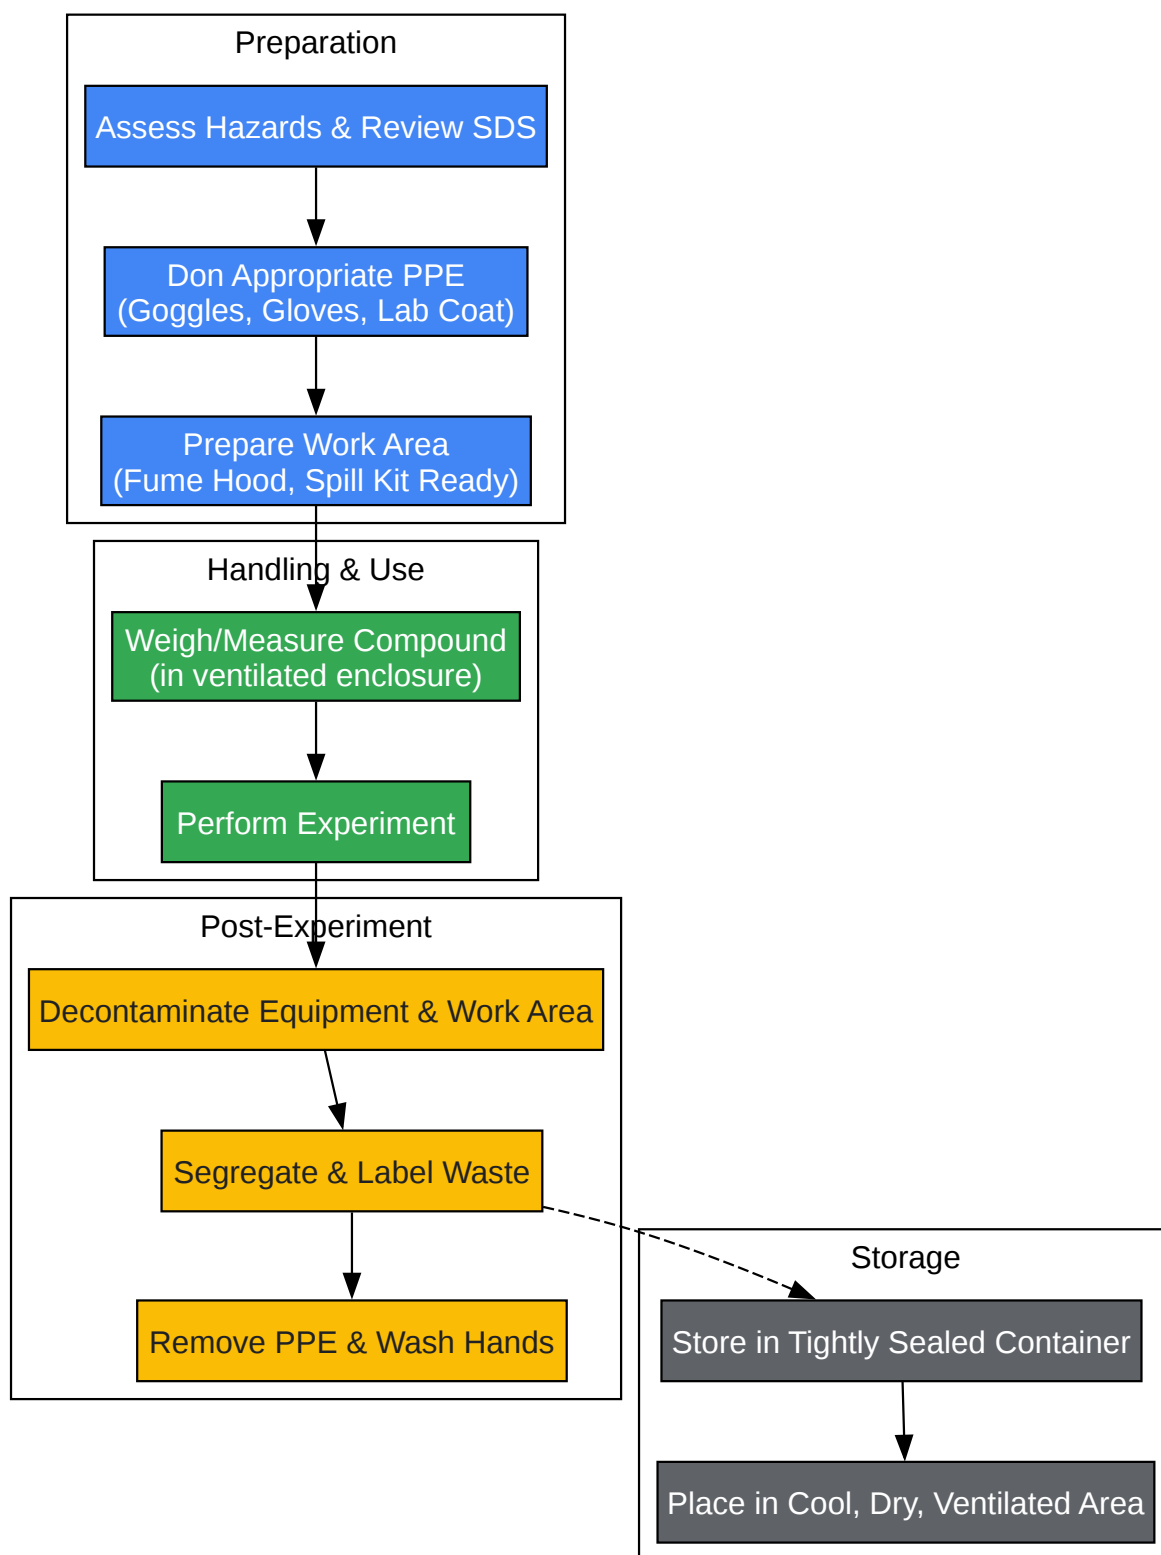 Preparation
Assess Hazards & Review SDS
Don Appropriate PPE
(Goggles, Gloves, Lab Coat)
Prepare Work Area
(Fume Hood, Spill Kit Ready)
Handling & Use
Weigh/Measure Compound
(in ventilated enclosure)
Perform Experiment
Post-Experiment
Decontaminate Equipment & Work Area
Segregate & Label Waste
Remove PPE & Wash Hands
Storage
Store in Tightly Sealed Container
Place in Cool, Dry, Ventilated Area